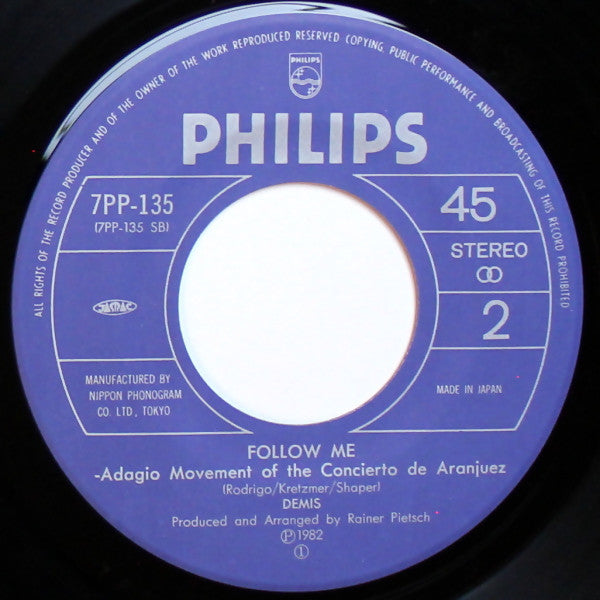 ALL RIGHTS OF THE RECORD PRODUCER AND OF THE OWNER OF THE WORK REPRODUCED RESERVED COPYING, PUBLIC PERFORMANCE AND BROADCASTING OF THIS RECORD PROHIBITED
PHILIPS
PHILIPS
7PP-135
(7PP-135 SB)
45
STEREO
2
JASRAC
MANUFACTURED BY
NIPPON PHONOGRAM
CO. LTD., TOKYO
MADE IN JAPAN
FOLLOW ME
-Adagio Movement of the Concierto de Aranjuez
(Rodrigo/Kretzmer/Shaper)
DEMIS
Produced and Arranged by Rainer Pietsch
Ⓟ1982
①